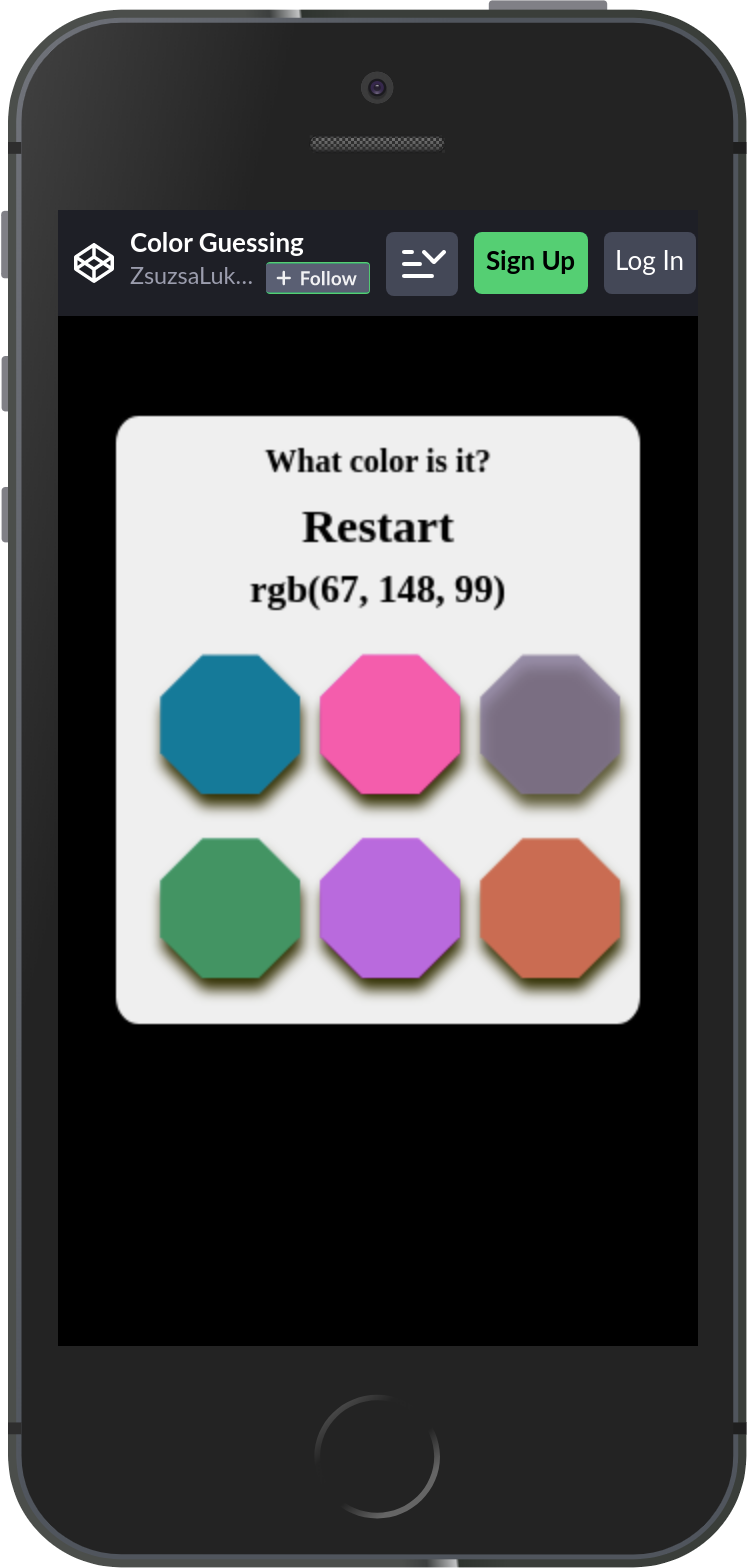 Color Guessing
ZsuzsaLuk...
+ Follow
Sign Up
Log In
What color is it?
Restart
rgb(67, 148, 99)